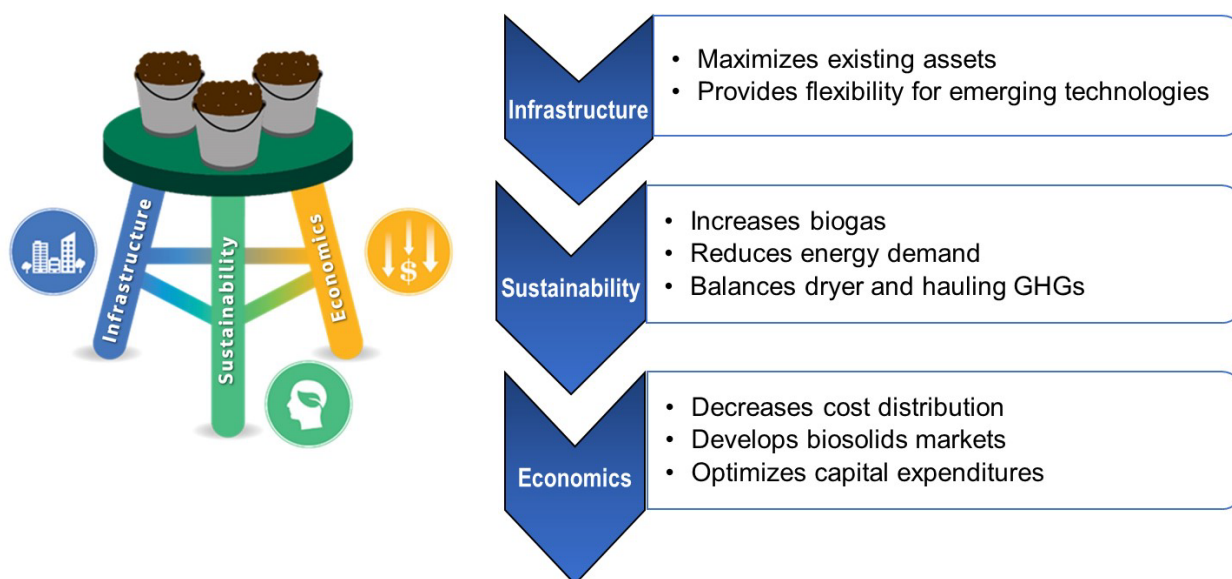 Infrastructure
Sustainability
Economics
$
Infrastructure
• Maximizes existing assets
• Provides flexibility for emerging technologies
Sustainability
• Increases biogas
• Reduces energy demand
• Balances dryer and hauling GHGs
Economics
• Decreases cost distribution
• Develops biosolids markets
• Optimizes capital expenditures